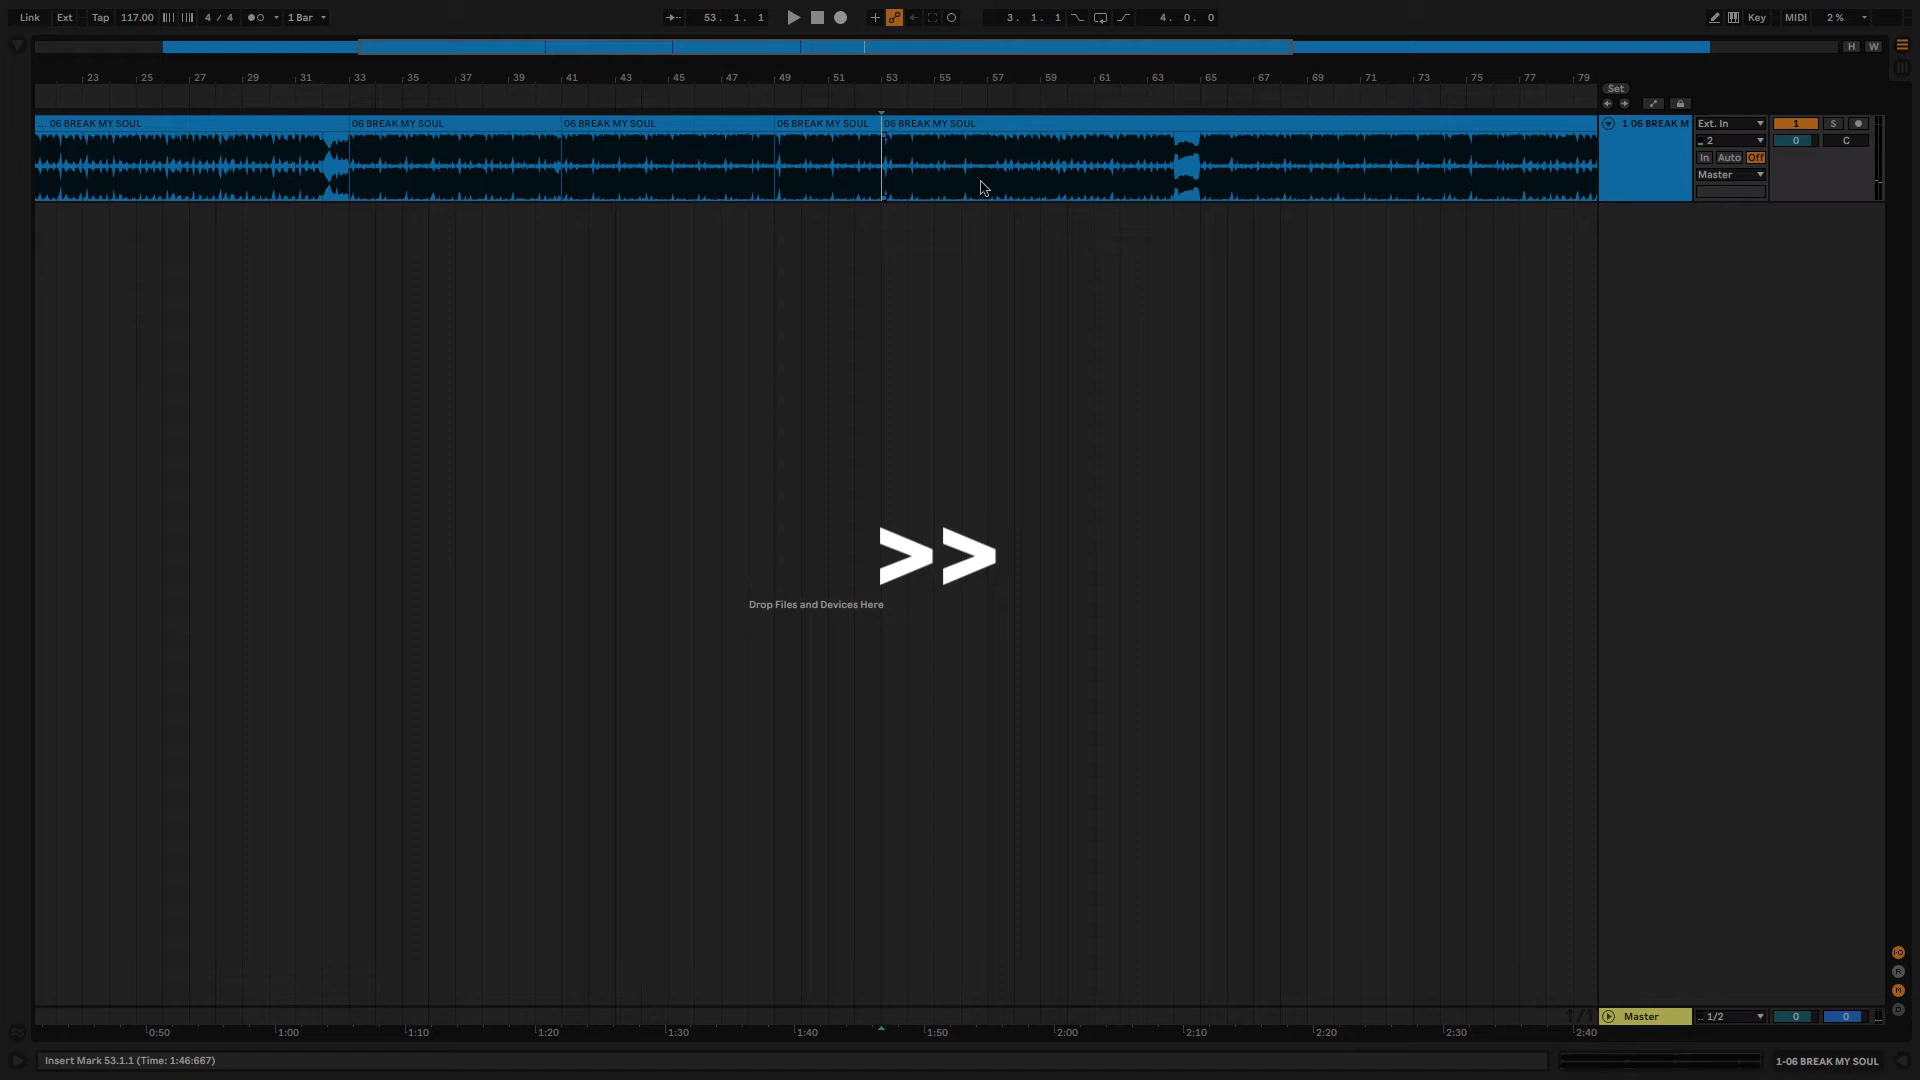 Link Ext Tap 117.00 4 / 4 1 Bar 53. 1. 1 3. 1. 1 4. 0. 0 Key MIDI 2 %
H W
23 25 27 29 31 33 35 37 39 41 43 45 47 49 51 53 55 57 59 61 63 65 67 69 71 73 75 77 79
Set
... 06 BREAK MY SOUL 06 BREAK MY SOUL 06 BREAK MY SOUL 06 BREAK MY SOUL 06 BREAK MY SOUL 1 06 BREAK M Ext. In 1 S
2 0 C
In Auto Off
Master
>>
Drop Files and Devices Here
I·O
R
M
D
1/1 Master 1/2 0 0
0:50 1:00 1:10 1:20 1:30 1:40 1:50 2:00 2:10 2:20 2:30 2:40
Insert Mark 53.1.1 (Time: 1:46:667) 1-06 BREAK MY SOUL